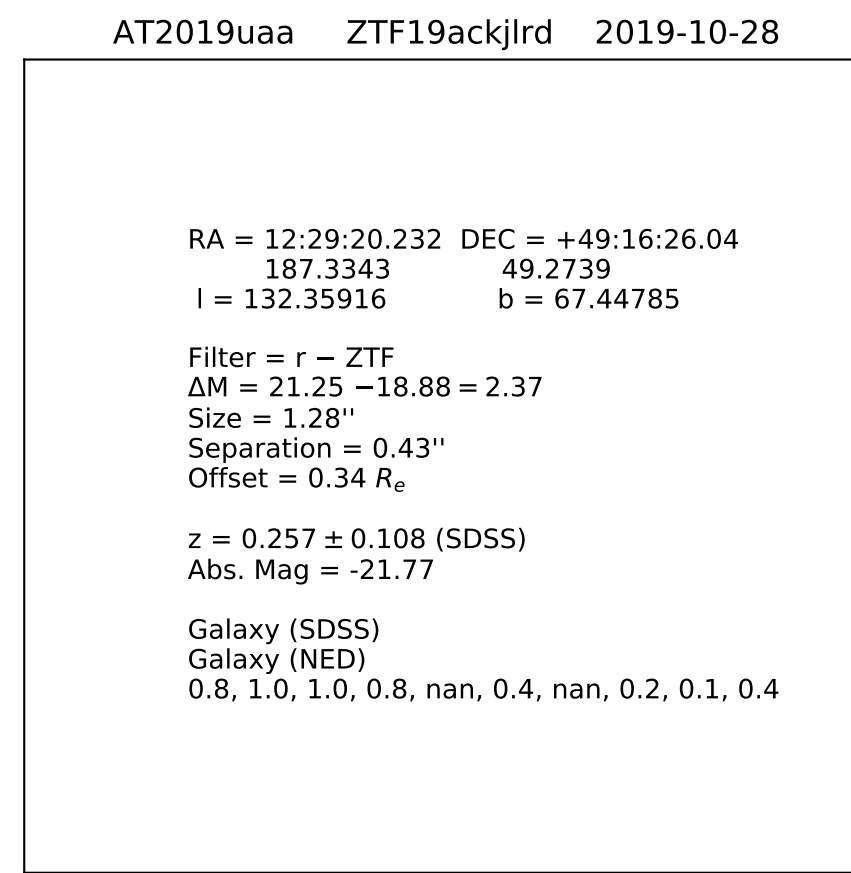 AT2019uaa ZTF19ackjlrd 2019-10-28
RA = 12:29:20.232 DEC = +49:16:26.04
187.3343 49.2739
l = 132.35916 b = 67.44785
Filter = r − ZTF
ΔM = 21.25 −18.88 = 2.37
Size = 1.28''
Separation = 0.43''
Offset = 0.34 Rₑ
z = 0.257 ± 0.108 (SDSS)
Abs. Mag = -21.77
Galaxy (SDSS)
Galaxy (NED)
0.8, 1.0, 1.0, 0.8, nan, 0.4, nan, 0.2, 0.1, 0.4